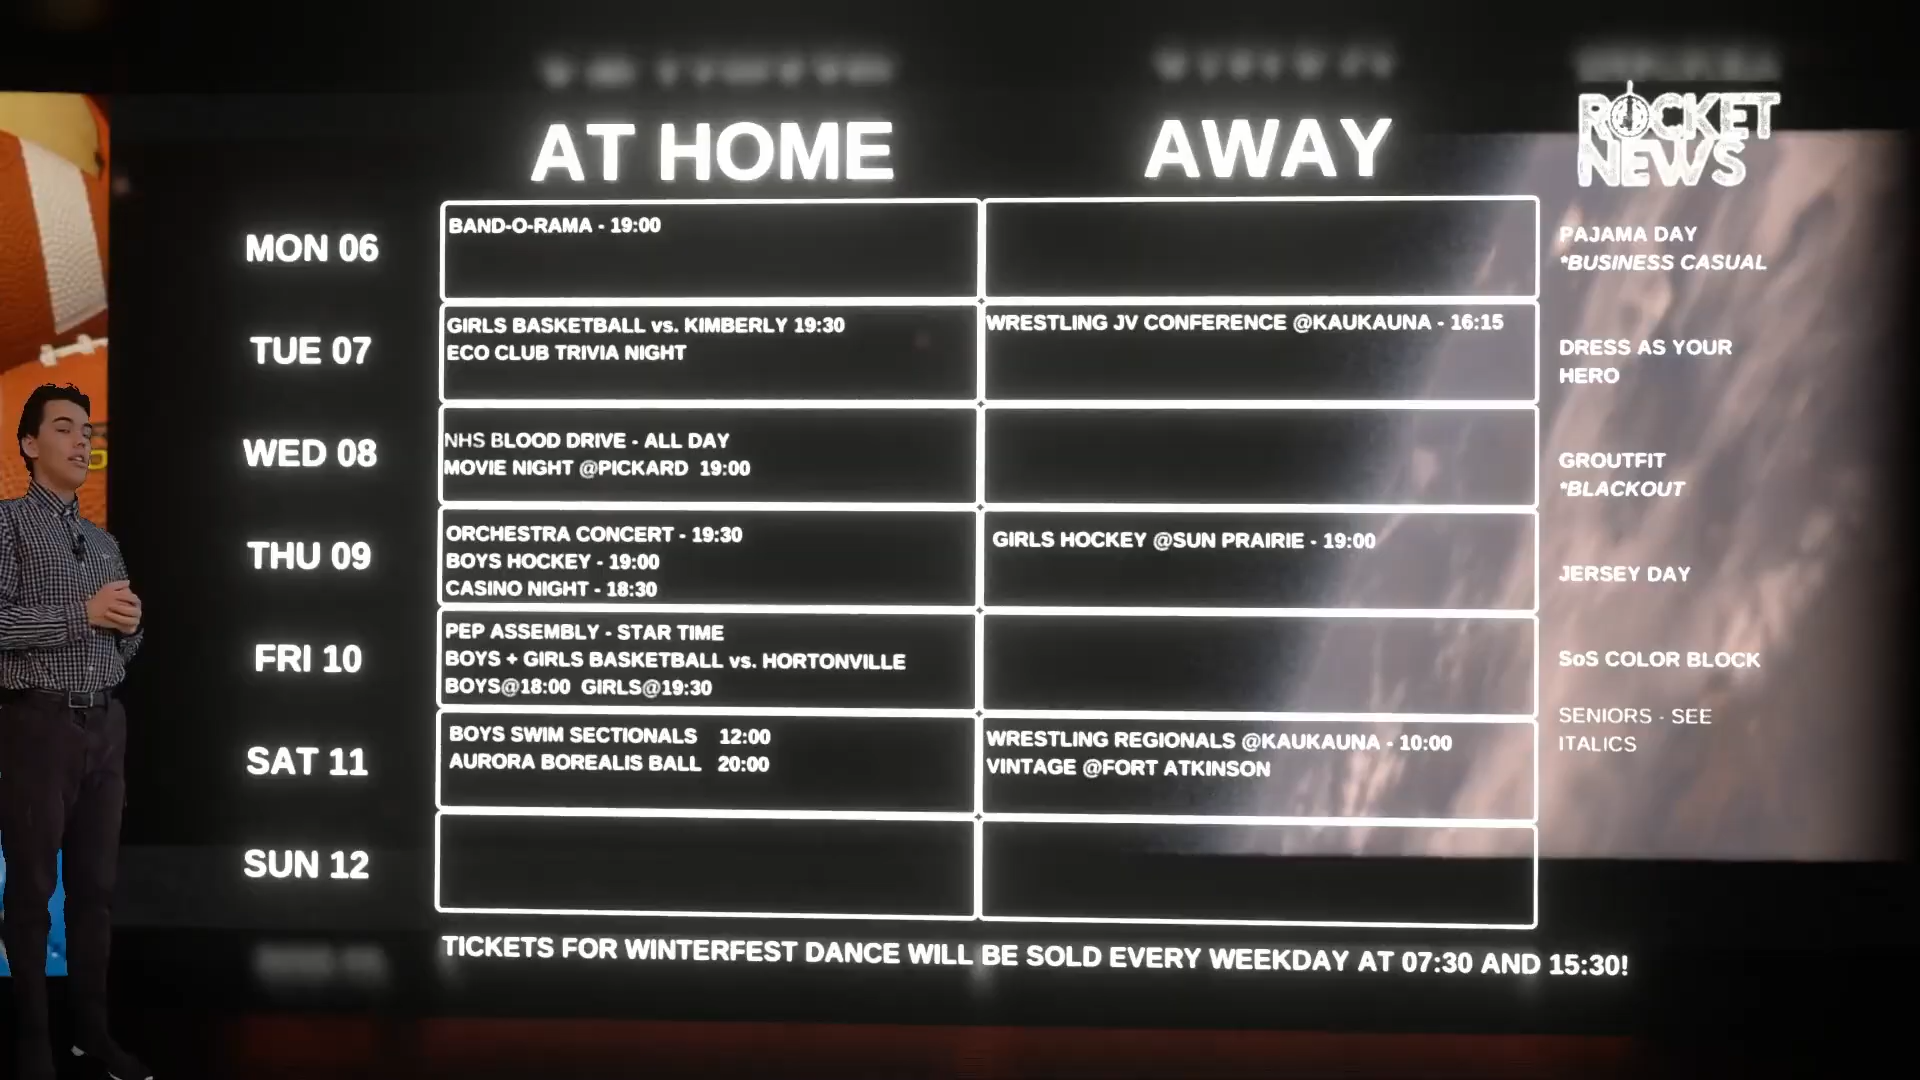 AT HOME
AWAY
ROCKET
NEWS
MON 06
BAND-O-RAMA - 19:00
PAJAMA DAY
*BUSINESS CASUAL
TUE 07
GIRLS BASKETBALL vs. KIMBERLY 19:30
ECO CLUB TRIVIA NIGHT
WRESTLING JV CONFERENCE @KAUKAUNA - 16:15
DRESS AS YOUR
HERO
WED 08
NHS BLOOD DRIVE - ALL DAY
MOVIE NIGHT @PICKARD 19:00
GROUTFIT
*BLACKOUT
THU 09
ORCHESTRA CONCERT - 19:30
BOYS HOCKEY - 19:00
CASINO NIGHT - 18:30
GIRLS HOCKEY @SUN PRAIRIE - 19:00
JERSEY DAY
FRI 10
PEP ASSEMBLY - STAR TIME
BOYS + GIRLS BASKETBALL vs. HORTONVILLE
BOYS@18:00 GIRLS@19:30
SoS COLOR BLOCK
SAT 11
BOYS SWIM SECTIONALS 12:00
AURORA BOREALIS BALL 20:00
WRESTLING REGIONALS @KAUKAUNA - 10:00
VINTAGE @FORT ATKINSON
SENIORS - SEE
ITALICS
SUN 12
TICKETS FOR WINTERFEST DANCE WILL BE SOLD EVERY WEEKDAY AT 07:30 AND 15:30!